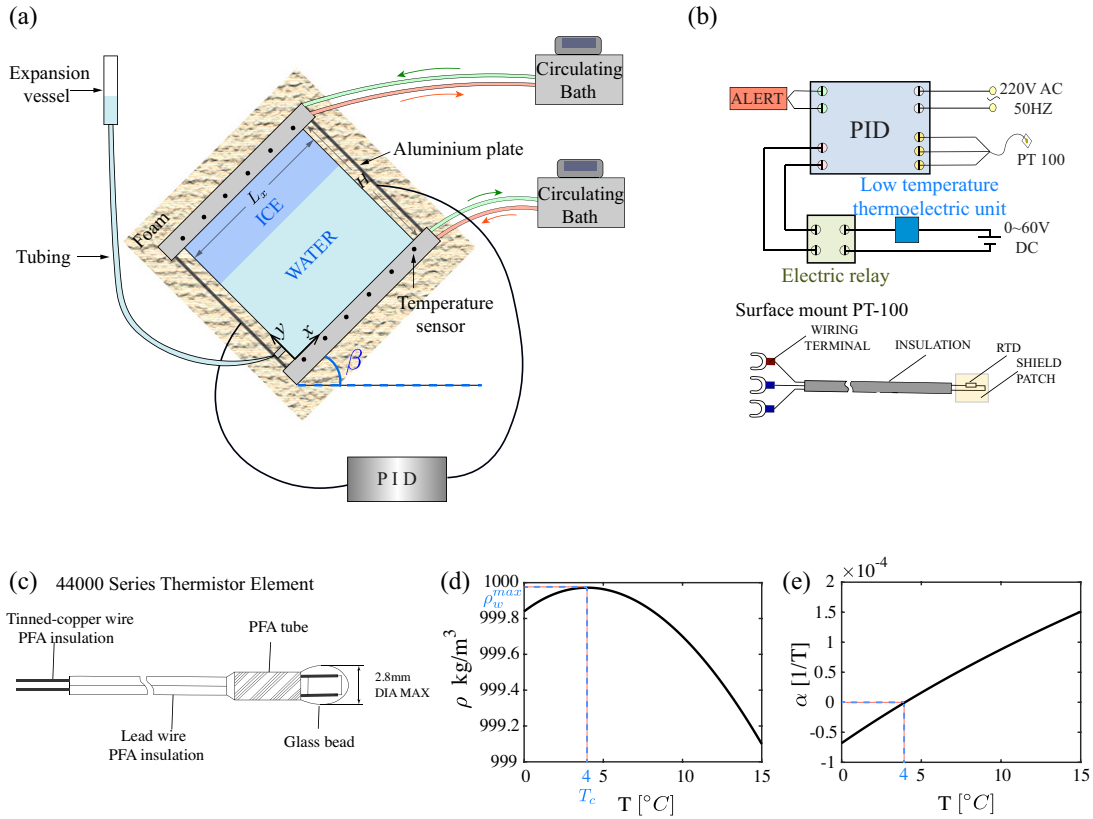 (a)
Expansion
vessel
Circulating
Bath
Aluminium plate
H
L_x
ICE
Foam
WATER
Circulating
Bath
Tubing
Temperature
sensor
y
x
β
P I D
(b)
ALERT
PID
220V AC
50HZ
PT 100
Low temperature
thermoelectric unit
0~60V
DC
Electric relay
Surface mount PT-100
WIRING
TERMINAL
INSULATION
RTD
SHIELD
PATCH
(c)
44000 Series Thermistor Element
Tinned-copper wire
PFA insulation
PFA tube
2.8mm
DIA MAX
Lead wire
PFA insulation
Glass bead
(d)
1000
ρ_w^max
999.8
999.6
999.4
999.2
999
ρ kg/m³
0 4 5 10 15
T_c
T [°C]
(e)
×10⁻⁴
2
1.5
1
0.5
0
-0.5
-1
α [1/T]
0 4 5 10 15
T [°C]